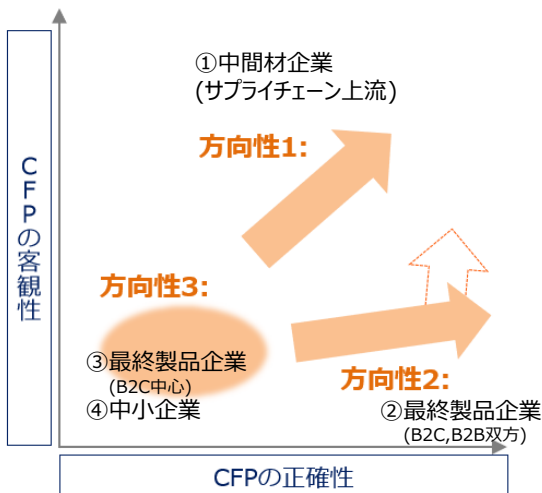 ①中間材企業
(サプライチェーン上流)
方向性1:
CFPの客観性
方向性3:
③最終製品企業
(B2C中心)
④中小企業
方向性2:
②最終製品企業
(B2C,B2B双方)
CFPの正確性